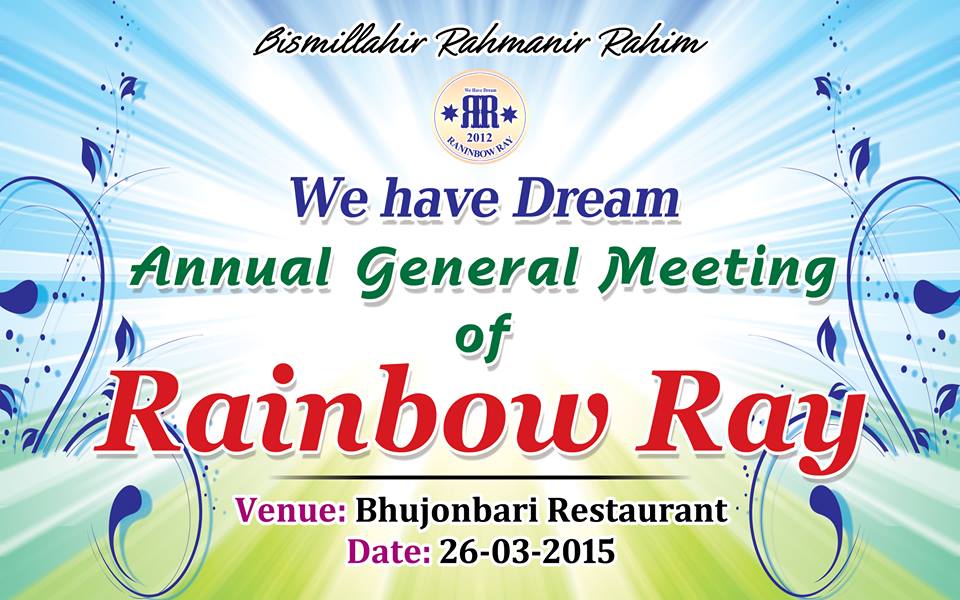 Bismillahir Rahmanir Rahim
We Have Dream
RR
2012
RANINBOW RAY
We have Dream
Annual General Meeting
of
Rainbow Ray
Venue: Bhujonbari Restaurant
Date: 26-03-2015